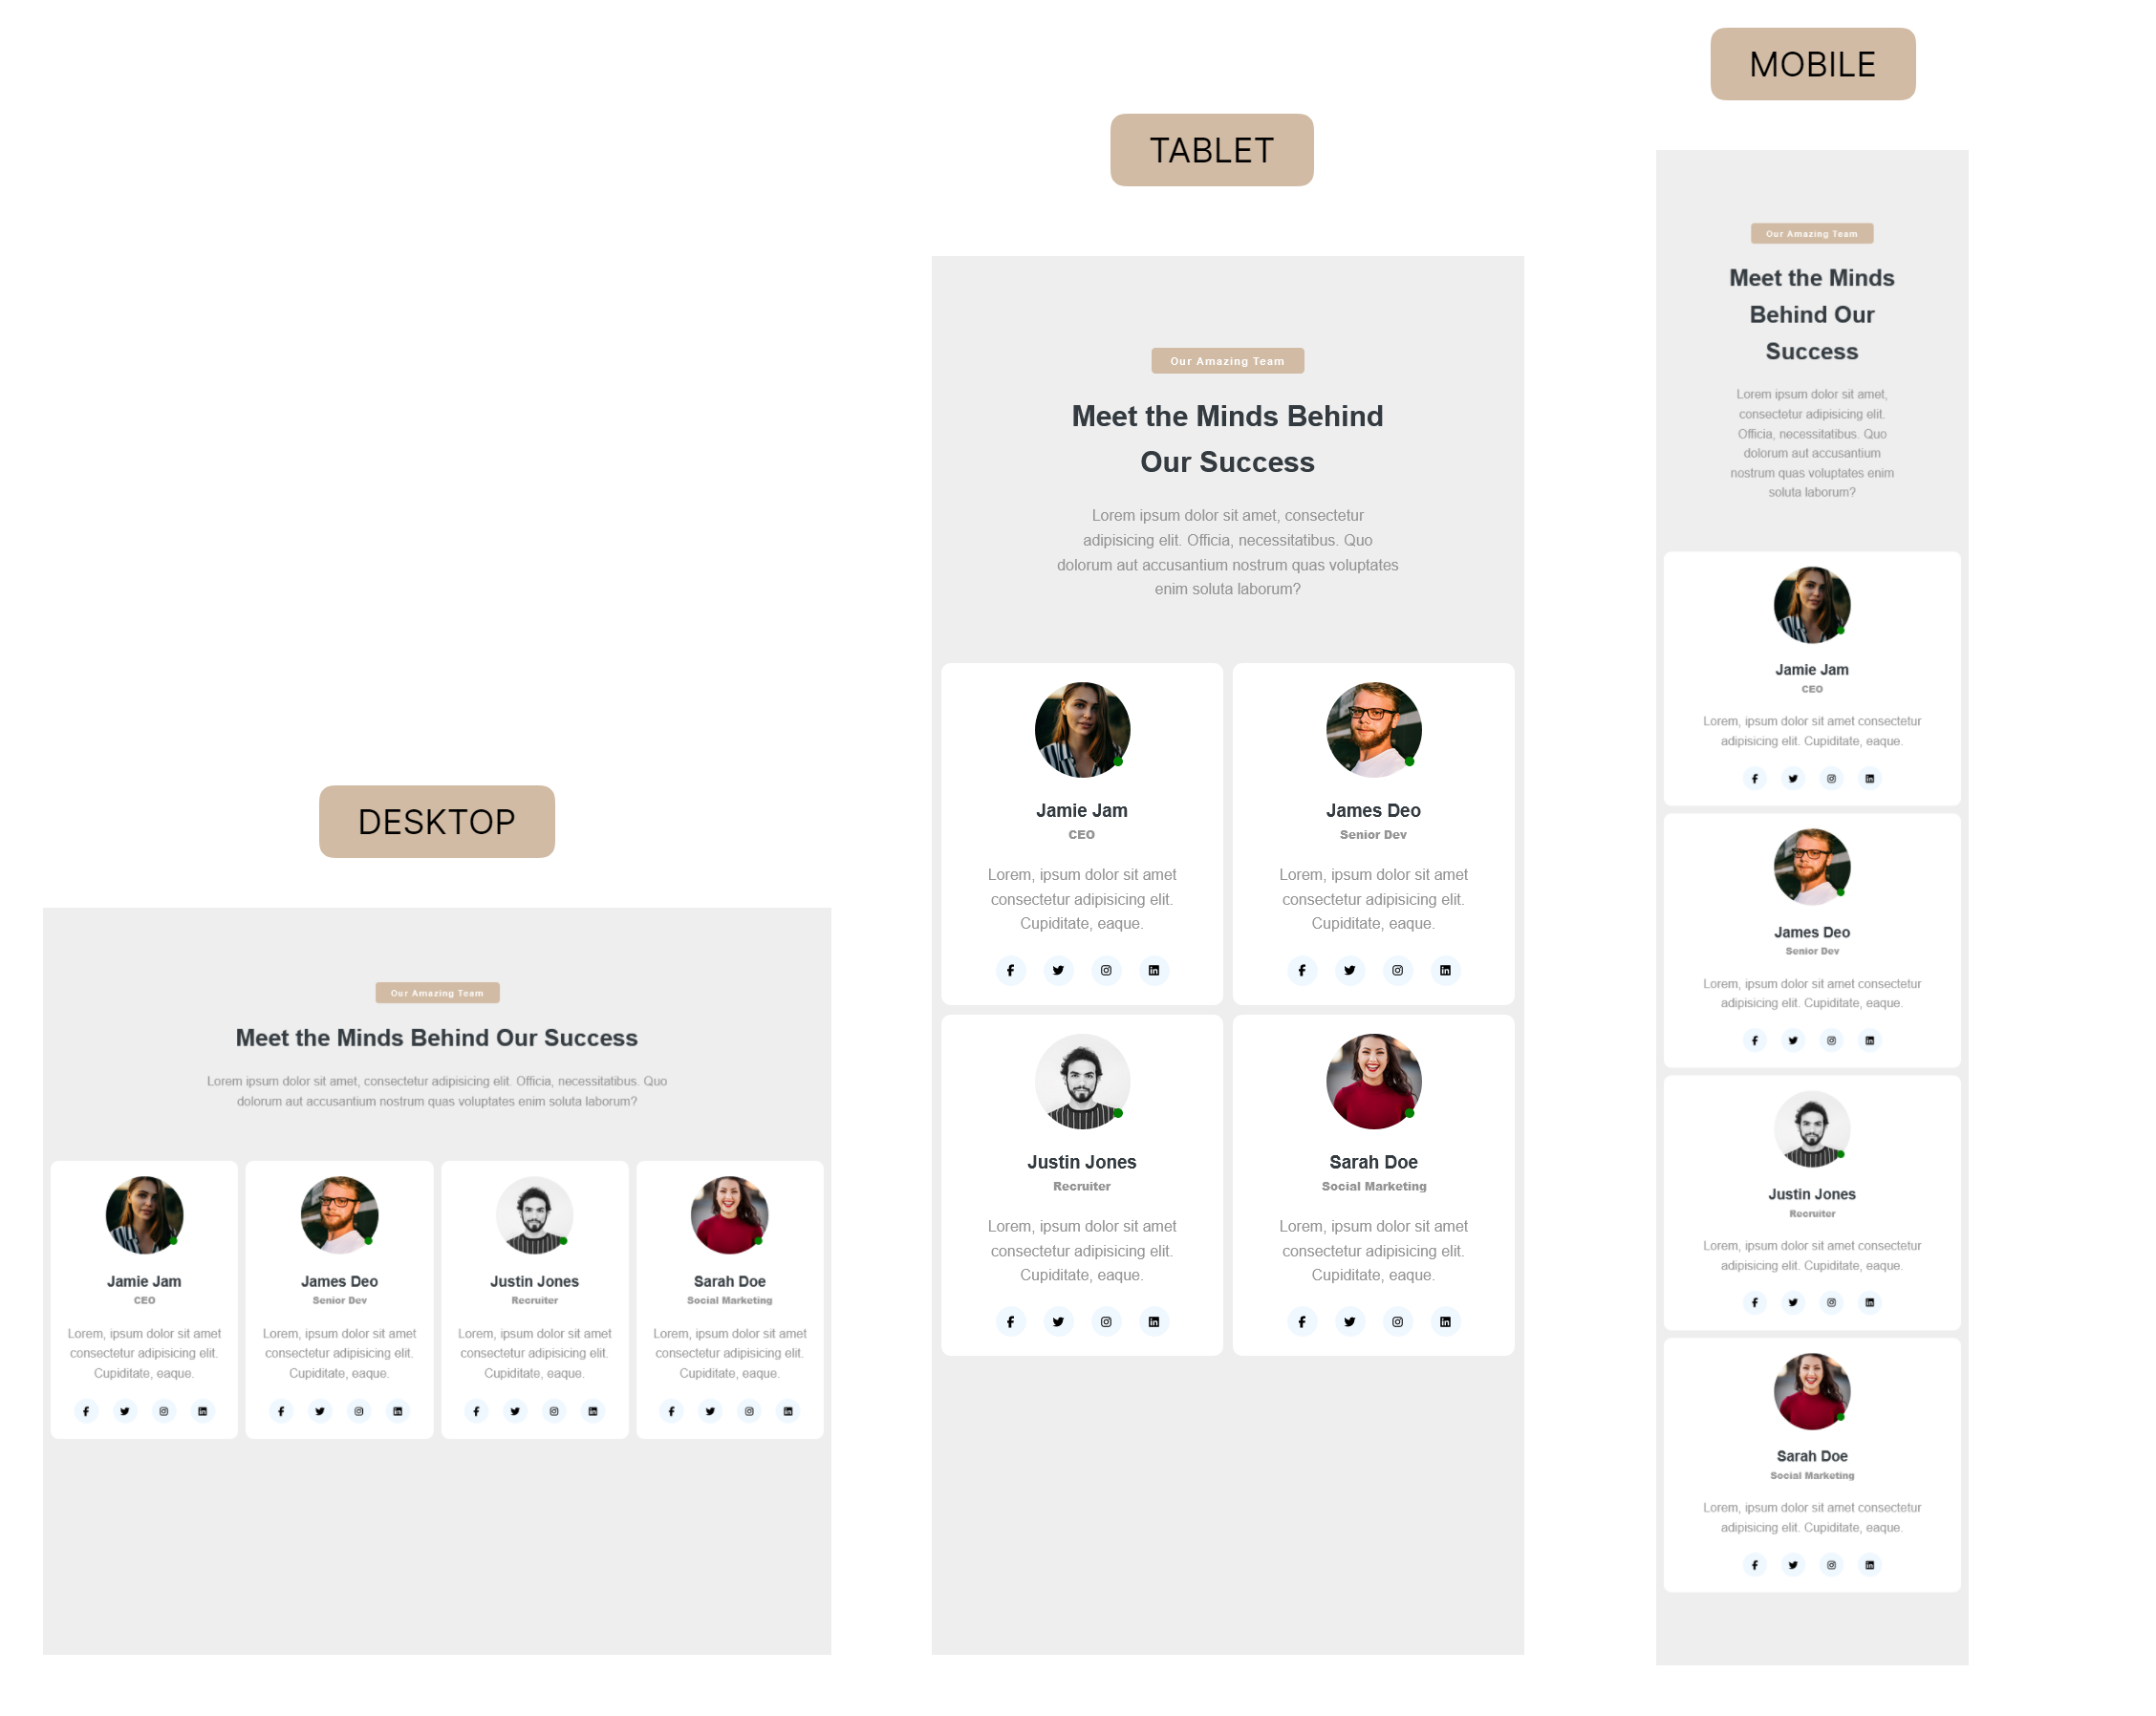 DESKTOP
Our Amazing Team
Meet the Minds Behind Our Success
Lorem ipsum dolor sit amet, consectetur adipisicing elit. Officia, necessitatibus. Quo
dolorum aut accusantium nostrum quas voluptates enim soluta laborum?
Jamie Jam
CEO
Lorem, ipsum dolor sit amet
consectetur adipisicing elit.
Cupiditate, eaque.
James Deo
Senior Dev
Lorem, ipsum dolor sit amet
consectetur adipisicing elit.
Cupiditate, eaque.
Justin Jones
Recruiter
Lorem, ipsum dolor sit amet
consectetur adipisicing elit.
Cupiditate, eaque.
Sarah Doe
Social Marketing
Lorem, ipsum dolor sit amet
consectetur adipisicing elit.
Cupiditate, eaque.
TABLET
Our Amazing Team
Meet the Minds Behind
Our Success
Lorem ipsum dolor sit amet, consectetur
adipisicing elit. Officia, necessitatibus. Quo
dolorum aut accusantium nostrum quas voluptates
enim soluta laborum?
Jamie Jam
CEO
Lorem, ipsum dolor sit amet
consectetur adipisicing elit.
Cupiditate, eaque.
James Deo
Senior Dev
Lorem, ipsum dolor sit amet
consectetur adipisicing elit.
Cupiditate, eaque.
Justin Jones
Recruiter
Lorem, ipsum dolor sit amet
consectetur adipisicing elit.
Cupiditate, eaque.
Sarah Doe
Social Marketing
Lorem, ipsum dolor sit amet
consectetur adipisicing elit.
Cupiditate, eaque.
MOBILE
Our Amazing Team
Meet the Minds
Behind Our
Success
Lorem ipsum dolor sit amet,
consectetur adipisicing elit.
Officia, necessitatibus. Quo
dolorum aut accusantium
nostrum quas voluptates enim
soluta laborum?
Jamie Jam
CEO
Lorem, ipsum dolor sit amet consectetur
adipisicing elit. Cupiditate, eaque.
James Deo
Senior Dev
Lorem, ipsum dolor sit amet consectetur
adipisicing elit. Cupiditate, eaque.
Justin Jones
Recruiter
Lorem, ipsum dolor sit amet consectetur
adipisicing elit. Cupiditate, eaque.
Sarah Doe
Social Marketing
Lorem, ipsum dolor sit amet consectetur
adipisicing elit. Cupiditate, eaque.